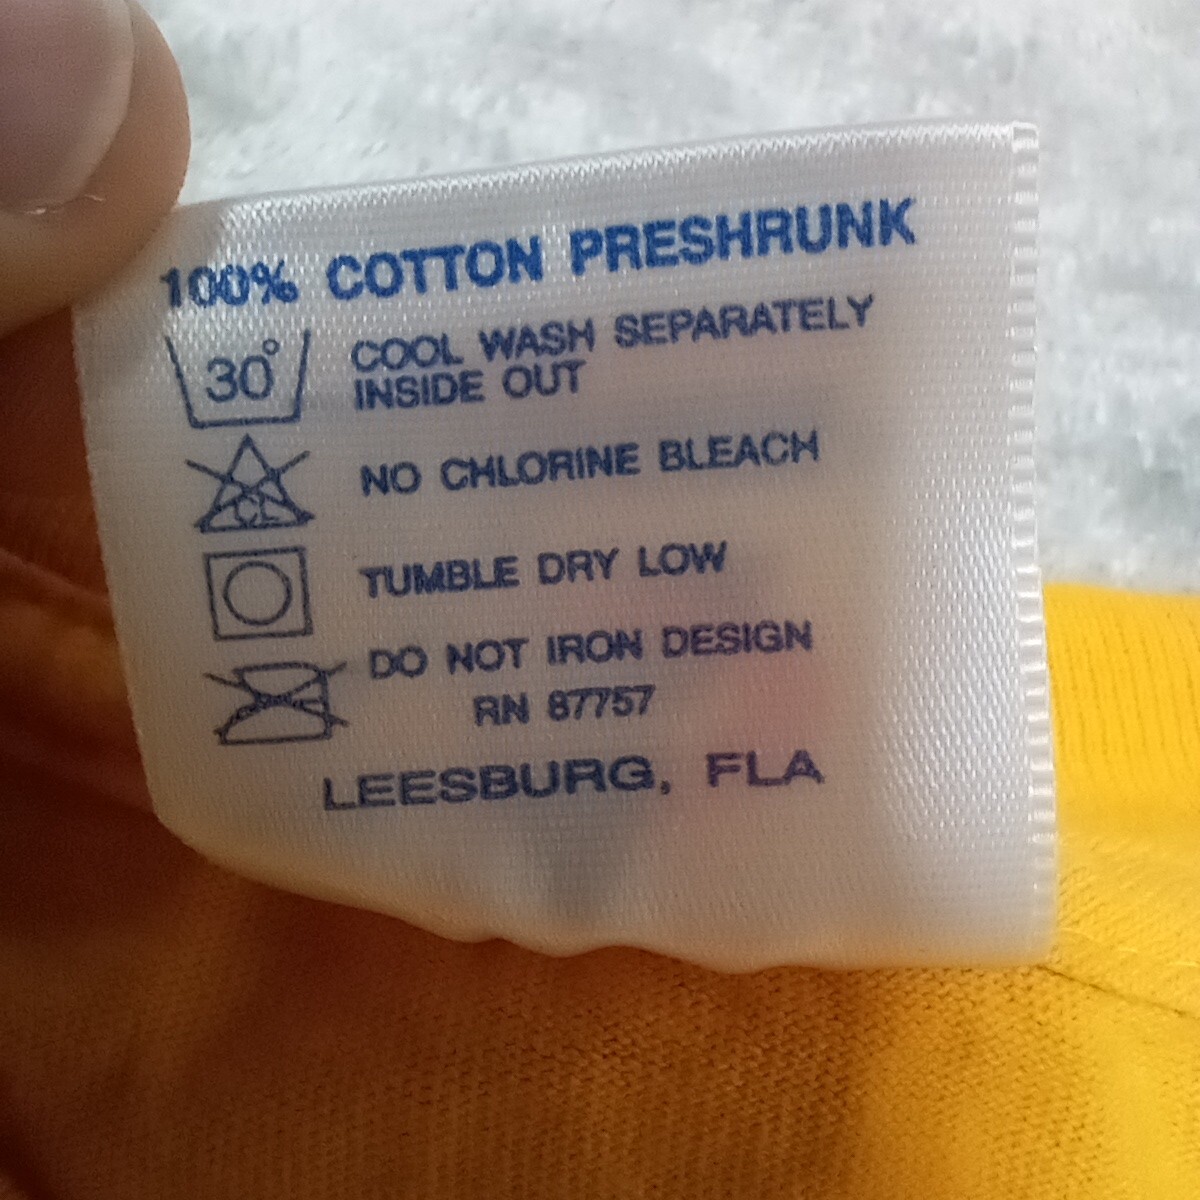 100% COTTON PRESHRUNK
30° COOL WASH SEPARATELY
INSIDE OUT
CL NO CHLORINE BLEACH
TUMBLE DRY LOW
DO NOT IRON DESIGN
RN 87757
LEESBURG, FLA